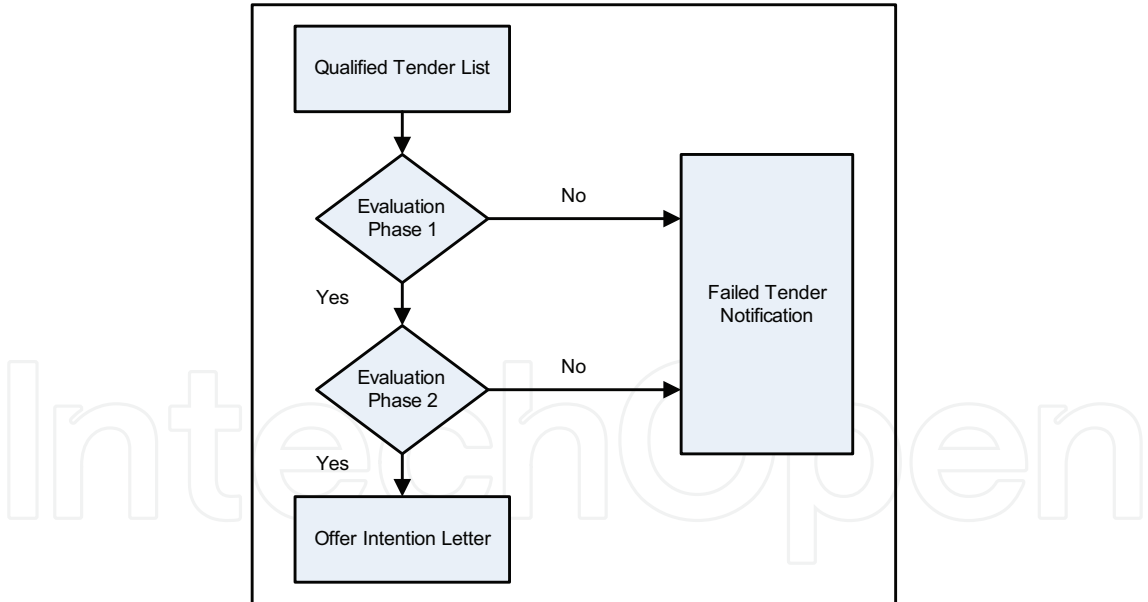 Qualified Tender List
Evaluation
Phase 1
No
Yes
Failed Tender
Notification
Evaluation
Phase 2
No
Yes
Offer Intention Letter
IntechOpen